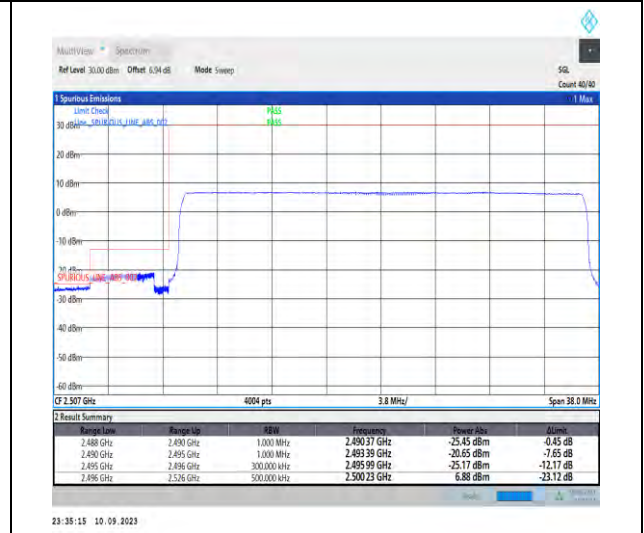 MultiView Spectrum
Ref Level 30.00 dBm Offset 6.94 dB Mode Sweep SGL
Count 40/40
1 Spurious Emissions 1 Max
Limit Check PASS
Line_SPURIOUS_LINE_ABS_002 PASS
30 dBm
20 dBm
10 dBm
0 dBm
-10 dBm
-20 dBm
SPURIOUS_LINE_ABS_002
-30 dBm
-40 dBm
-50 dBm
-60 dBm
CF 2.507 GHz 4004 pts 3.8 MHz/ Span 38.0 MHz
2 Result Summary
Range Low Range Up RBW Frequency Power Abs ΔLimit
2.488 GHz 2.490 GHz 1.000 MHz 2.490 37 GHz -25.45 dBm -0.45 dB
2.490 GHz 2.495 GHz 1.000 MHz 2.493 39 GHz -20.65 dBm -7.65 dB
2.495 GHz 2.496 GHz 300.000 kHz 2.495 99 GHz -25.17 dBm -12.17 dB
2.496 GHz 2.526 GHz 500.000 kHz 2.500 23 GHz 6.88 dBm -23.12 dB
Ready
23:35:15 10.09.2023